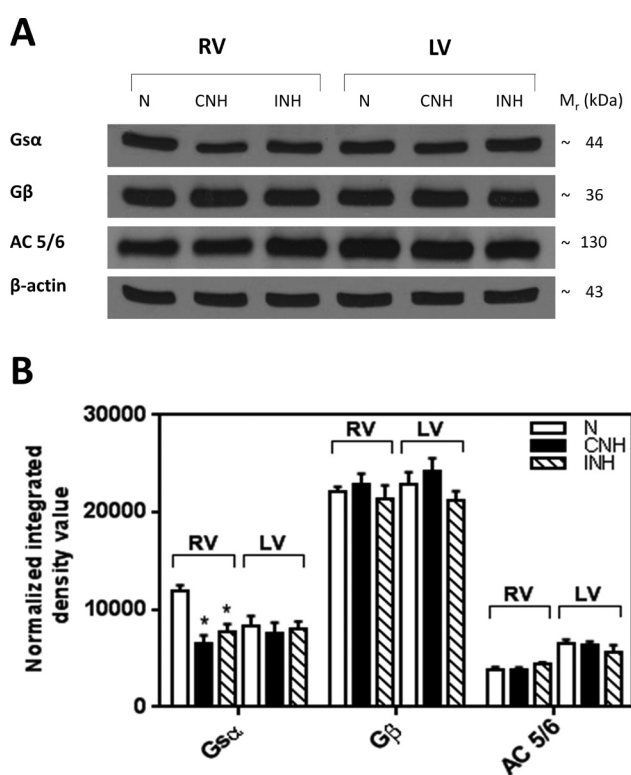 A
RV LV
N CNH INH N CNH INH Mᵣ (kDa)
Gsα ~ 44
Gβ ~ 36
AC 5/6 ~ 130
β-actin ~ 43
B
Normalized integrated
density value
30000
20000
10000
0
N
CNH
INH
RV LV
RV LV
RV LV
* *
Gsα Gβ AC 5/6